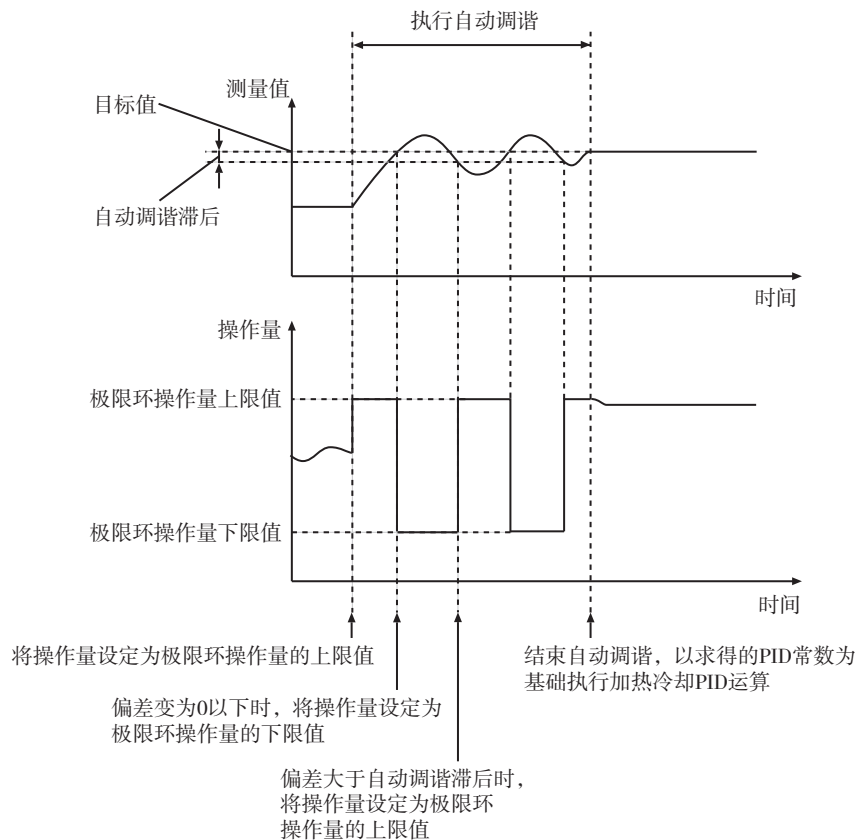 执行自动调谐
测量值
目标值
自动调谐滞后
时间
操作量
极限环操作量上限值
极限环操作量下限值
时间
将操作量设定为极限环操作量的上限值
结束自动调谐，以求得的PID常数为
基础执行加热冷却PID运算
偏差变为0以下时，将操作量设定为
极限环操作量的下限值
偏差大于自动调谐滞后时，
将操作量设定为极限环
操作量的上限值